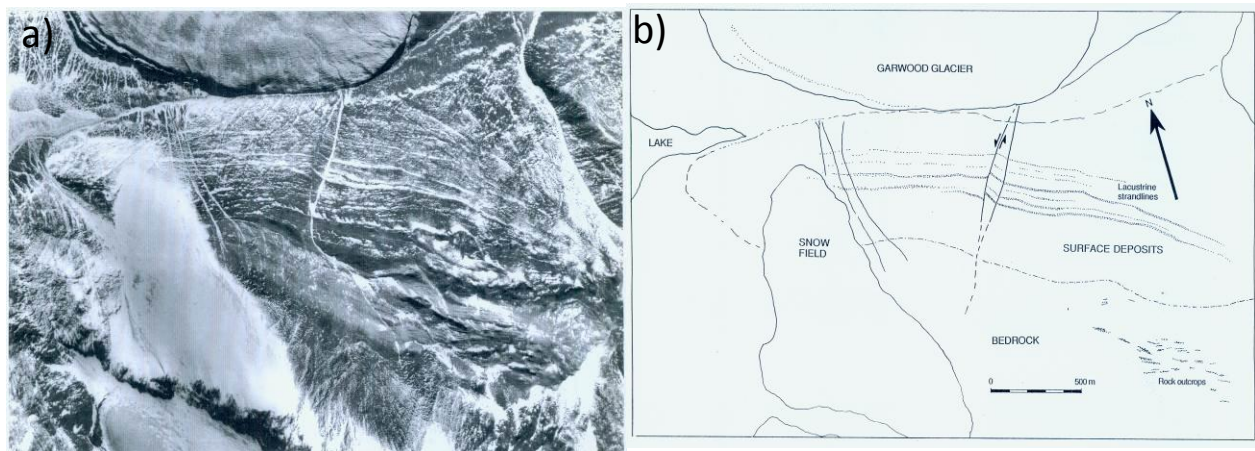 a)
b)
GARWOOD GLACIER
N
LAKE
Lacustrine
strandlines
SNOW
FIELD
SURFACE DEPOSITS
BEDROCK
0 500 m
Rock outcrops